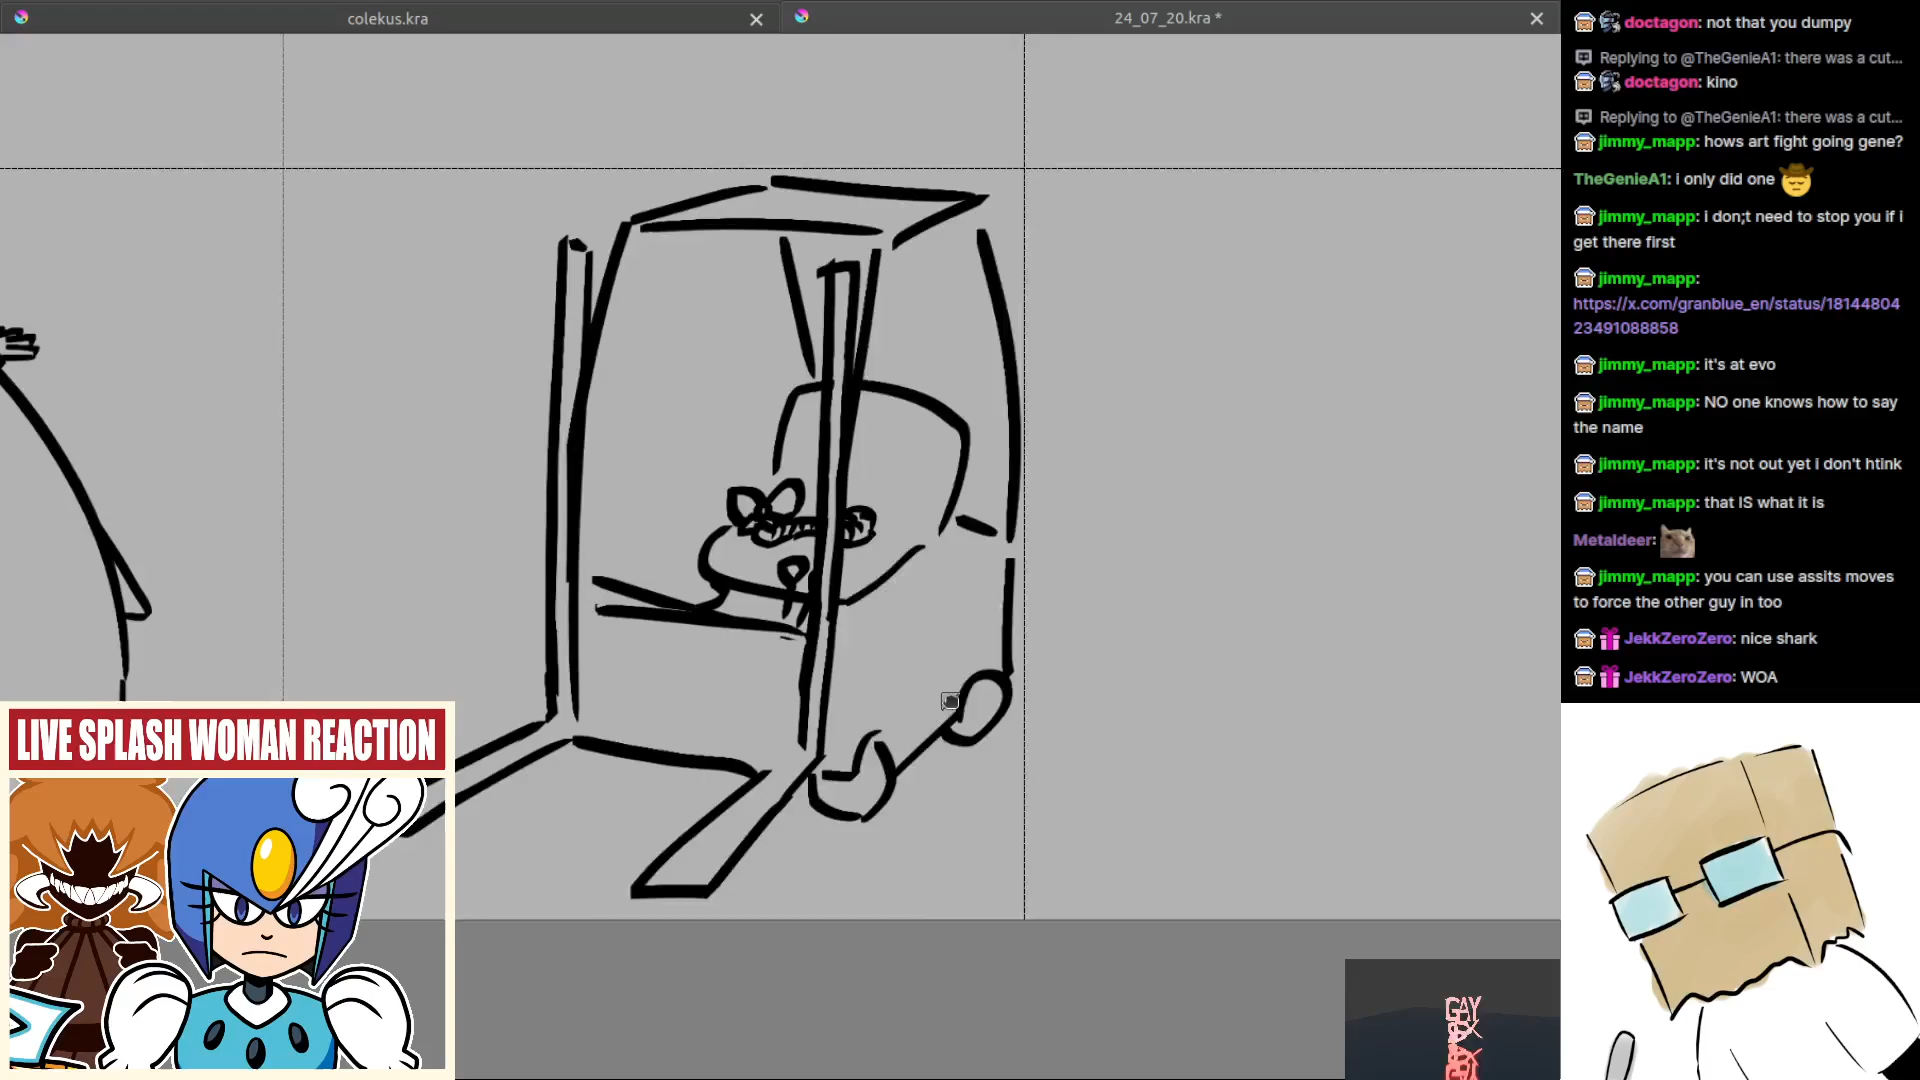 colekus.kra
24_07_20.kra *
doctagon: not that you dumpy
Replying to @TheGenieA1: there was a cut...
doctagon: kino
Replying to @TheGenieA1: there was a cut...
jimmy_mapp: hows art fight going gene?
TheGenieA1: i only did one
jimmy_mapp: i don;t need to stop you if i
get there first
jimmy_mapp:
https://x.com/granblue_en/status/18144804
23491088858
jimmy_mapp: it's at evo
jimmy_mapp: NO one knows how to say
the name
jimmy_mapp: it's not out yet i don't htink
jimmy_mapp: that IS what it is
Metaldeer:
jimmy_mapp: you can use assits moves
to force the other guy in too
JekkZeroZero: nice shark
JekkZeroZero: WOA
LIVE SPLASH WOMAN REACTION
GAY
SEX